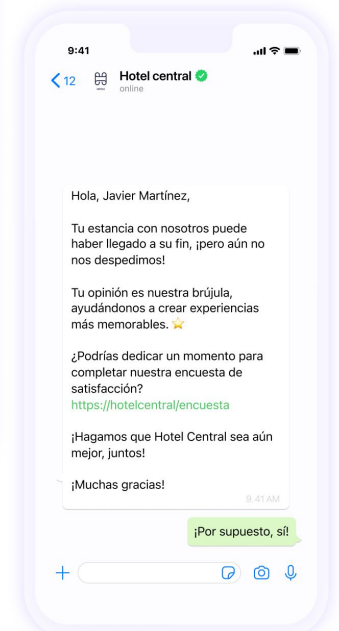 9:41
12
Hotel central
online
Hola, Javier Martínez,
Tu estancia con nosotros puede
haber llegado a su fin, ¡pero aún no
nos despedimos!
Tu opinión es nuestra brújula,
ayudándonos a crear experiencias
más memorables. ⭐
¿Podrías dedicar un momento para
completar nuestra encuesta de
satisfacción?
https://hotelcentral/encuesta
¡Hagamos que Hotel Central sea aún
mejor, juntos!
¡Muchas gracias!
9.41 AM
¡Por supuesto, sí!